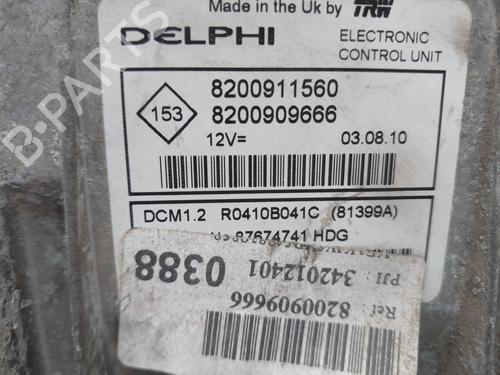 Made in the Uk by TRW
DELPHI
ELECTRONIC
CONTROL UNIT
153
8200911560
8200909666
12V=
03.08.10
DCM1.2 R0410B041C (81399A)
87674741 HDG
0388
PJI : 342012401
Ref : 8200909666
B-PARTS